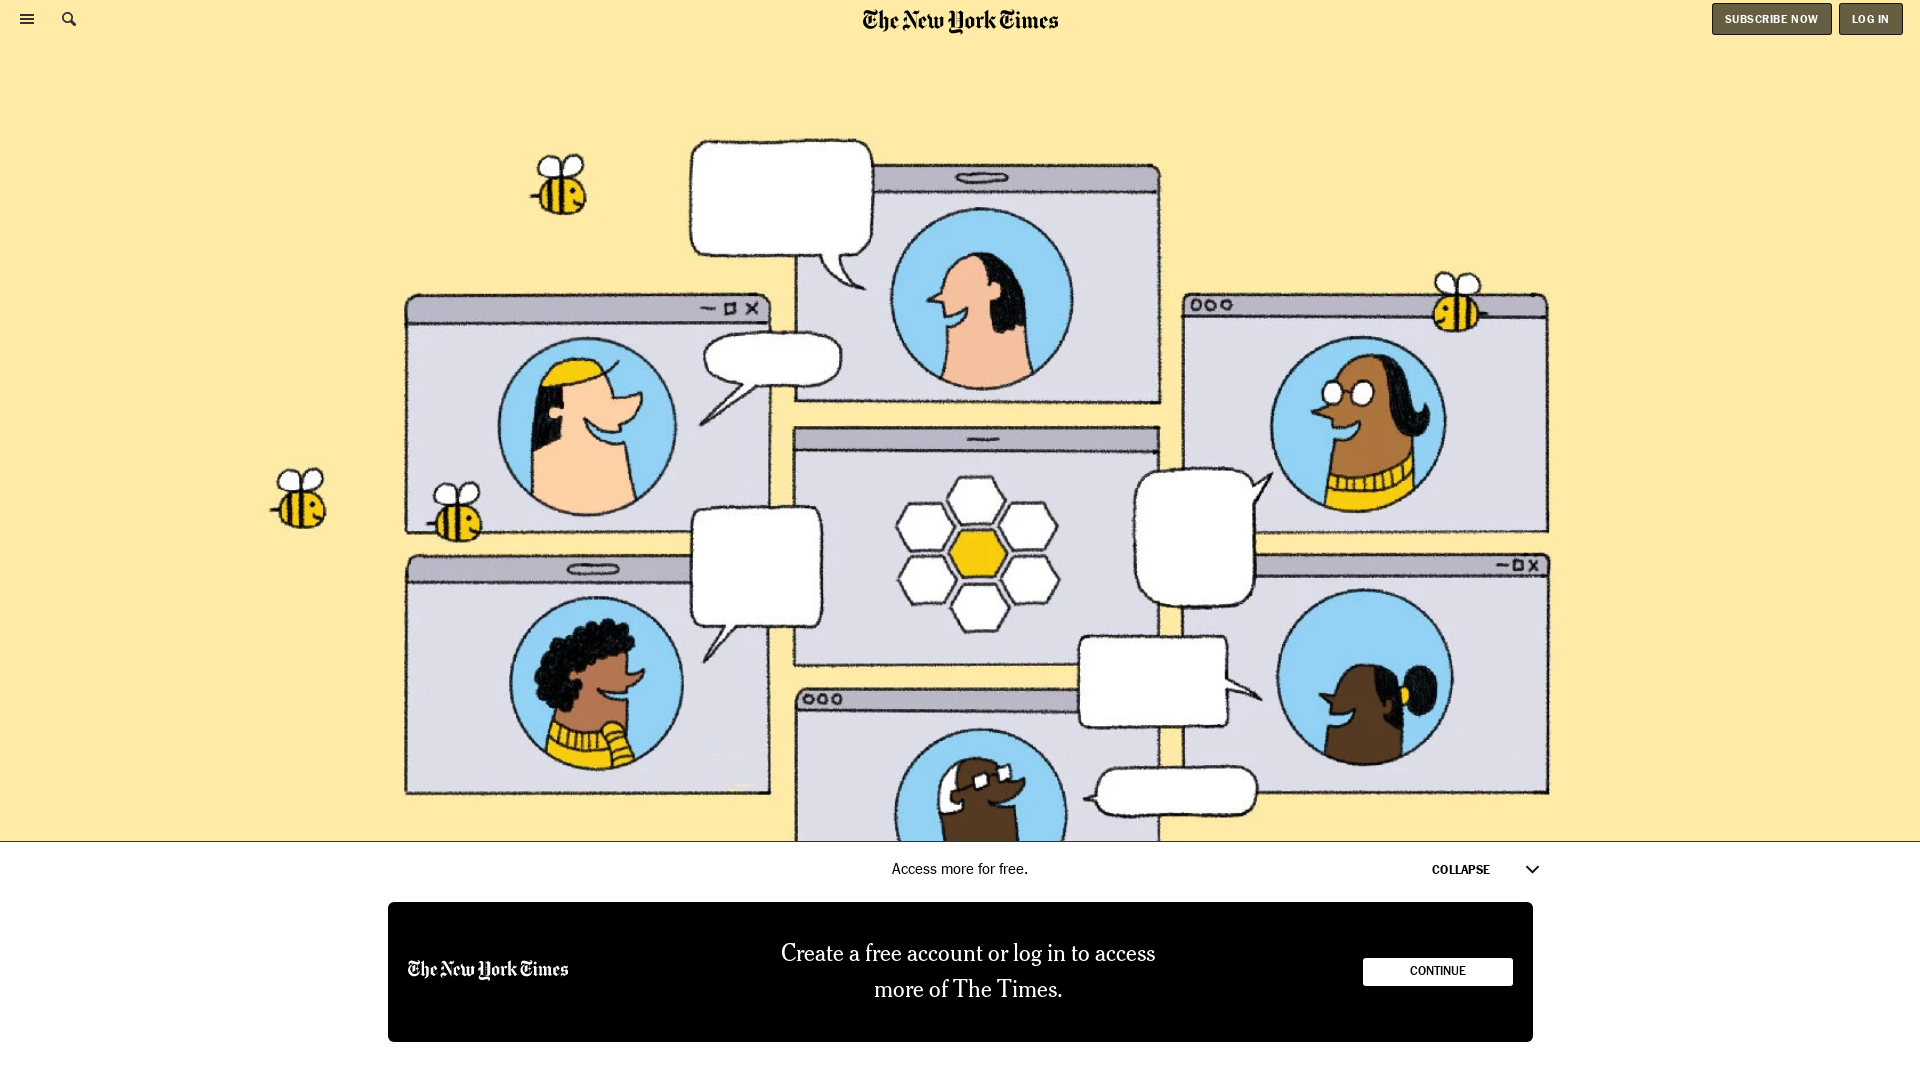 The New York Times
SUBSCRIBE NOW
LOG IN
Access more for free.
COLLAPSE
The New York Times
Create a free account or log in to access
more of The Times.
CONTINUE